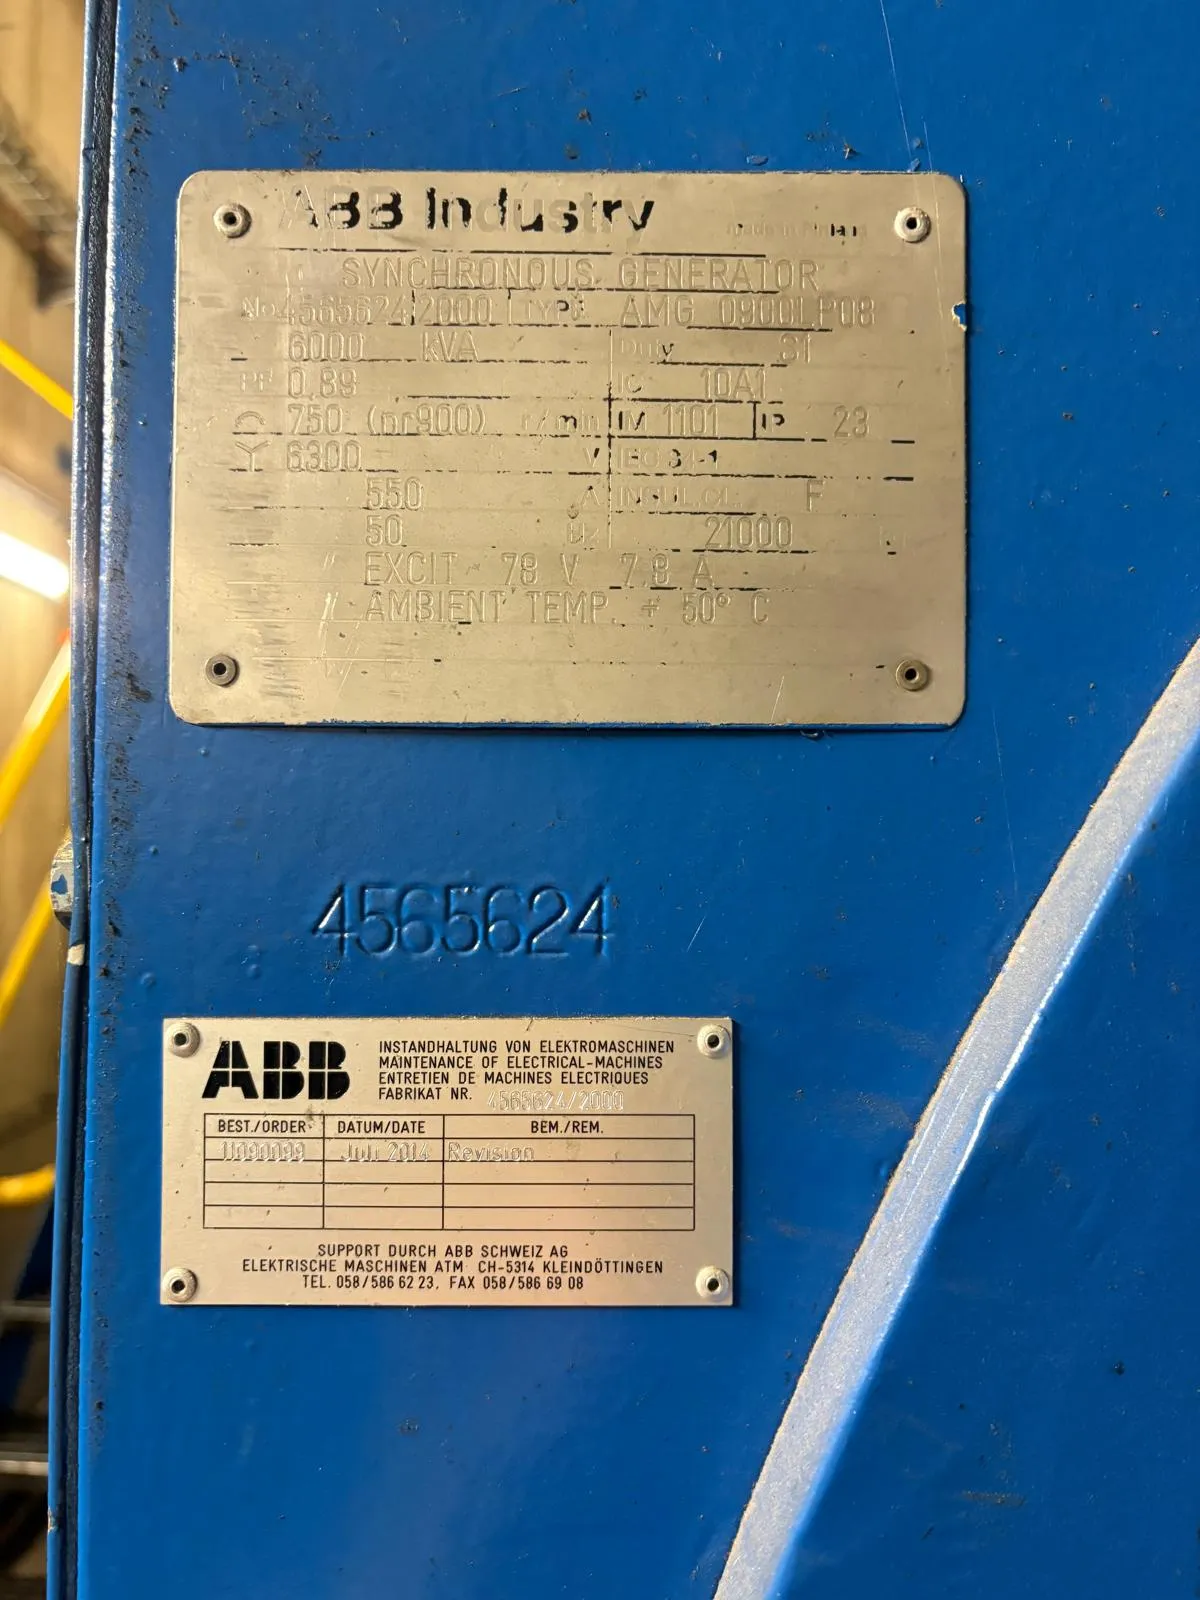 ABB Industry
SYNCHRONOUS GENERATOR
No 4565624/2000 TYPE AMG 0900LP08
6000 kVA Duty S1
PF 0.89 IC 10A1
750 (nr900) r/min IM 1101 IP 23
Y 6300 V IEC 34-1
550 A INSUL.CL. F
50 Hz 21000
EXCIT 78 V 7.8 A
AMBIENT TEMP. + 50° C
4565624
ABB
INSTANDHALTUNG VON ELEKTROMASCHINEN
MAINTENANCE OF ELECTRICAL-MACHINES
ENTRETIEN DE MACHINES ELECTRIQUES
FABRIKAT NR. 4565624/2000
BEST./ORDER DATUM/DATE BEM./REM.
11090099 Juli 2014 Revision
SUPPORT DURCH ABB SCHWEIZ AG
ELEKTRISCHE MASCHINEN ATM CH-5314 KLEINDÖTTINGEN
TEL. 058/586 62 23, FAX 058/586 69 08